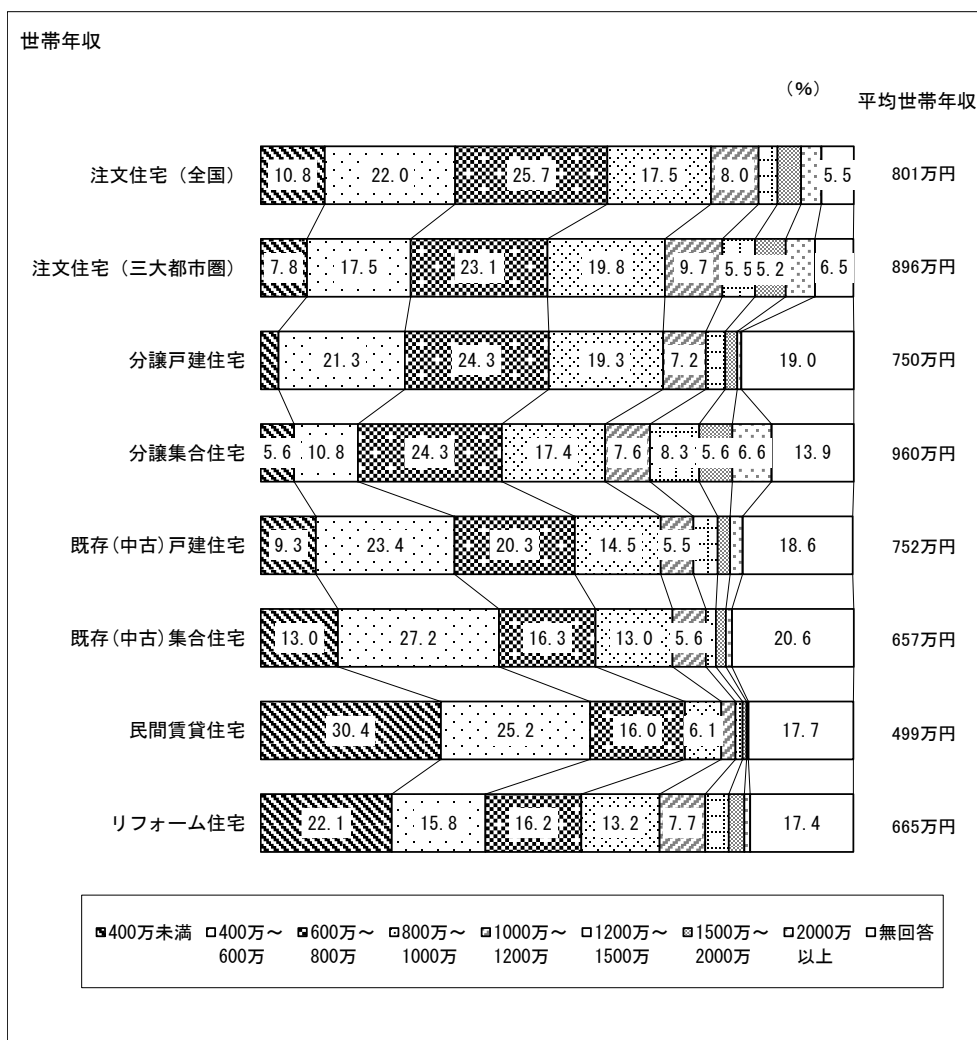 世帯年収
(%)
平均世帯年収
注文住宅（全国） 10.8 22.0 25.7 17.5 8.0 5.5 801万円
注文住宅（三大都市圏） 7.8 17.5 23.1 19.8 9.7 5.5 5.2 6.5 896万円
分譲戸建住宅 21.3 24.3 19.3 7.2 19.0 750万円
分譲集合住宅 5.6 10.8 24.3 17.4 7.6 8.3 5.6 6.6 13.9 960万円
既存(中古)戸建住宅 9.3 23.4 20.3 14.5 5.5 18.6 752万円
既存(中古)集合住宅 13.0 27.2 16.3 13.0 5.6 20.6 657万円
民間賃貸住宅 30.4 25.2 16.0 6.1 17.7 499万円
リフォーム住宅 22.1 15.8 16.2 13.2 7.7 17.4 665万円
400万未満 400万～ 600万～ 800万～ 1000万～ 1200万～ 1500万～ 2000万 無回答
600万 800万 1000万 1200万 1500万 2000万 以上